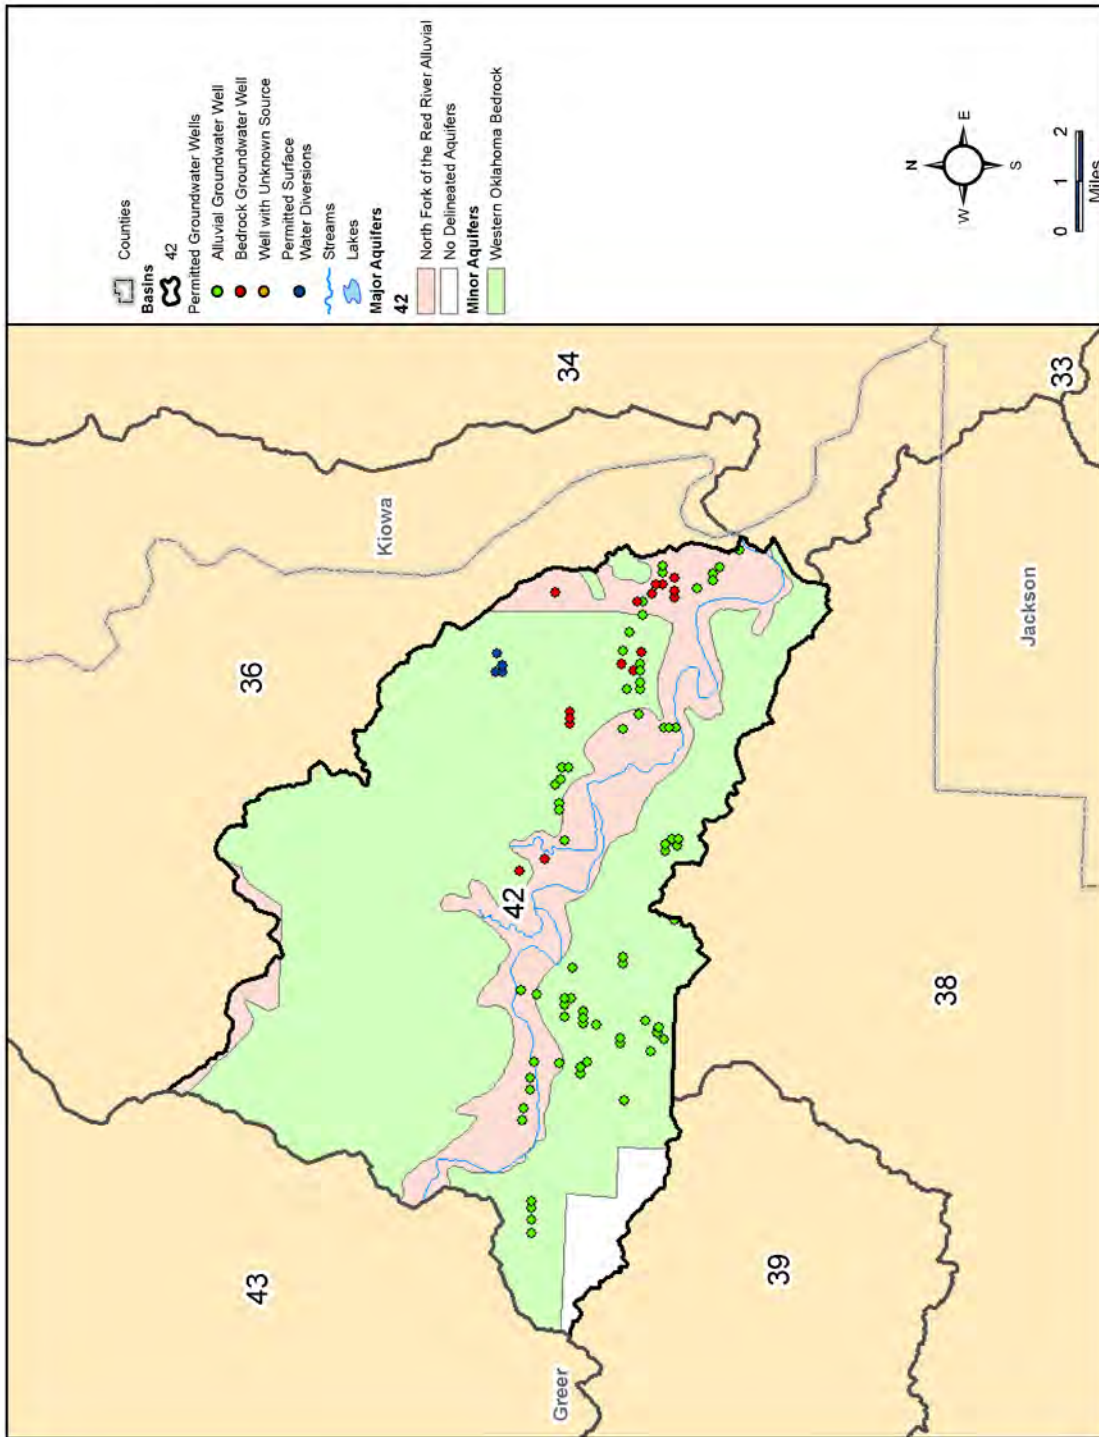 Counties
Basins
42
Permitted Groundwater Wells
Alluvial Groundwater Well
Bedrock Groundwater Well
Well with Unknown Source
Permitted Surface
Water Diversions
Streams
Lakes
Major Aquifers
42
North Fork of the Red River Alluvial
No Delineated Aquifers
Minor Aquifers
Western Oklahoma Bedrock
N
W
E
S
0 1 2
Miles
34
33
Kiowa
36
Jackson
42
38
43
39
Greer